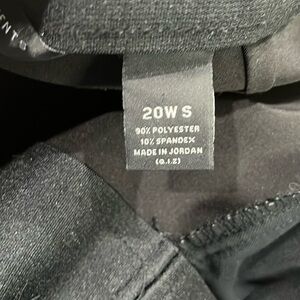 20W S
90% POLYESTER
10% SPANDEX
MADE IN JORDAN
(Q.I.Z)